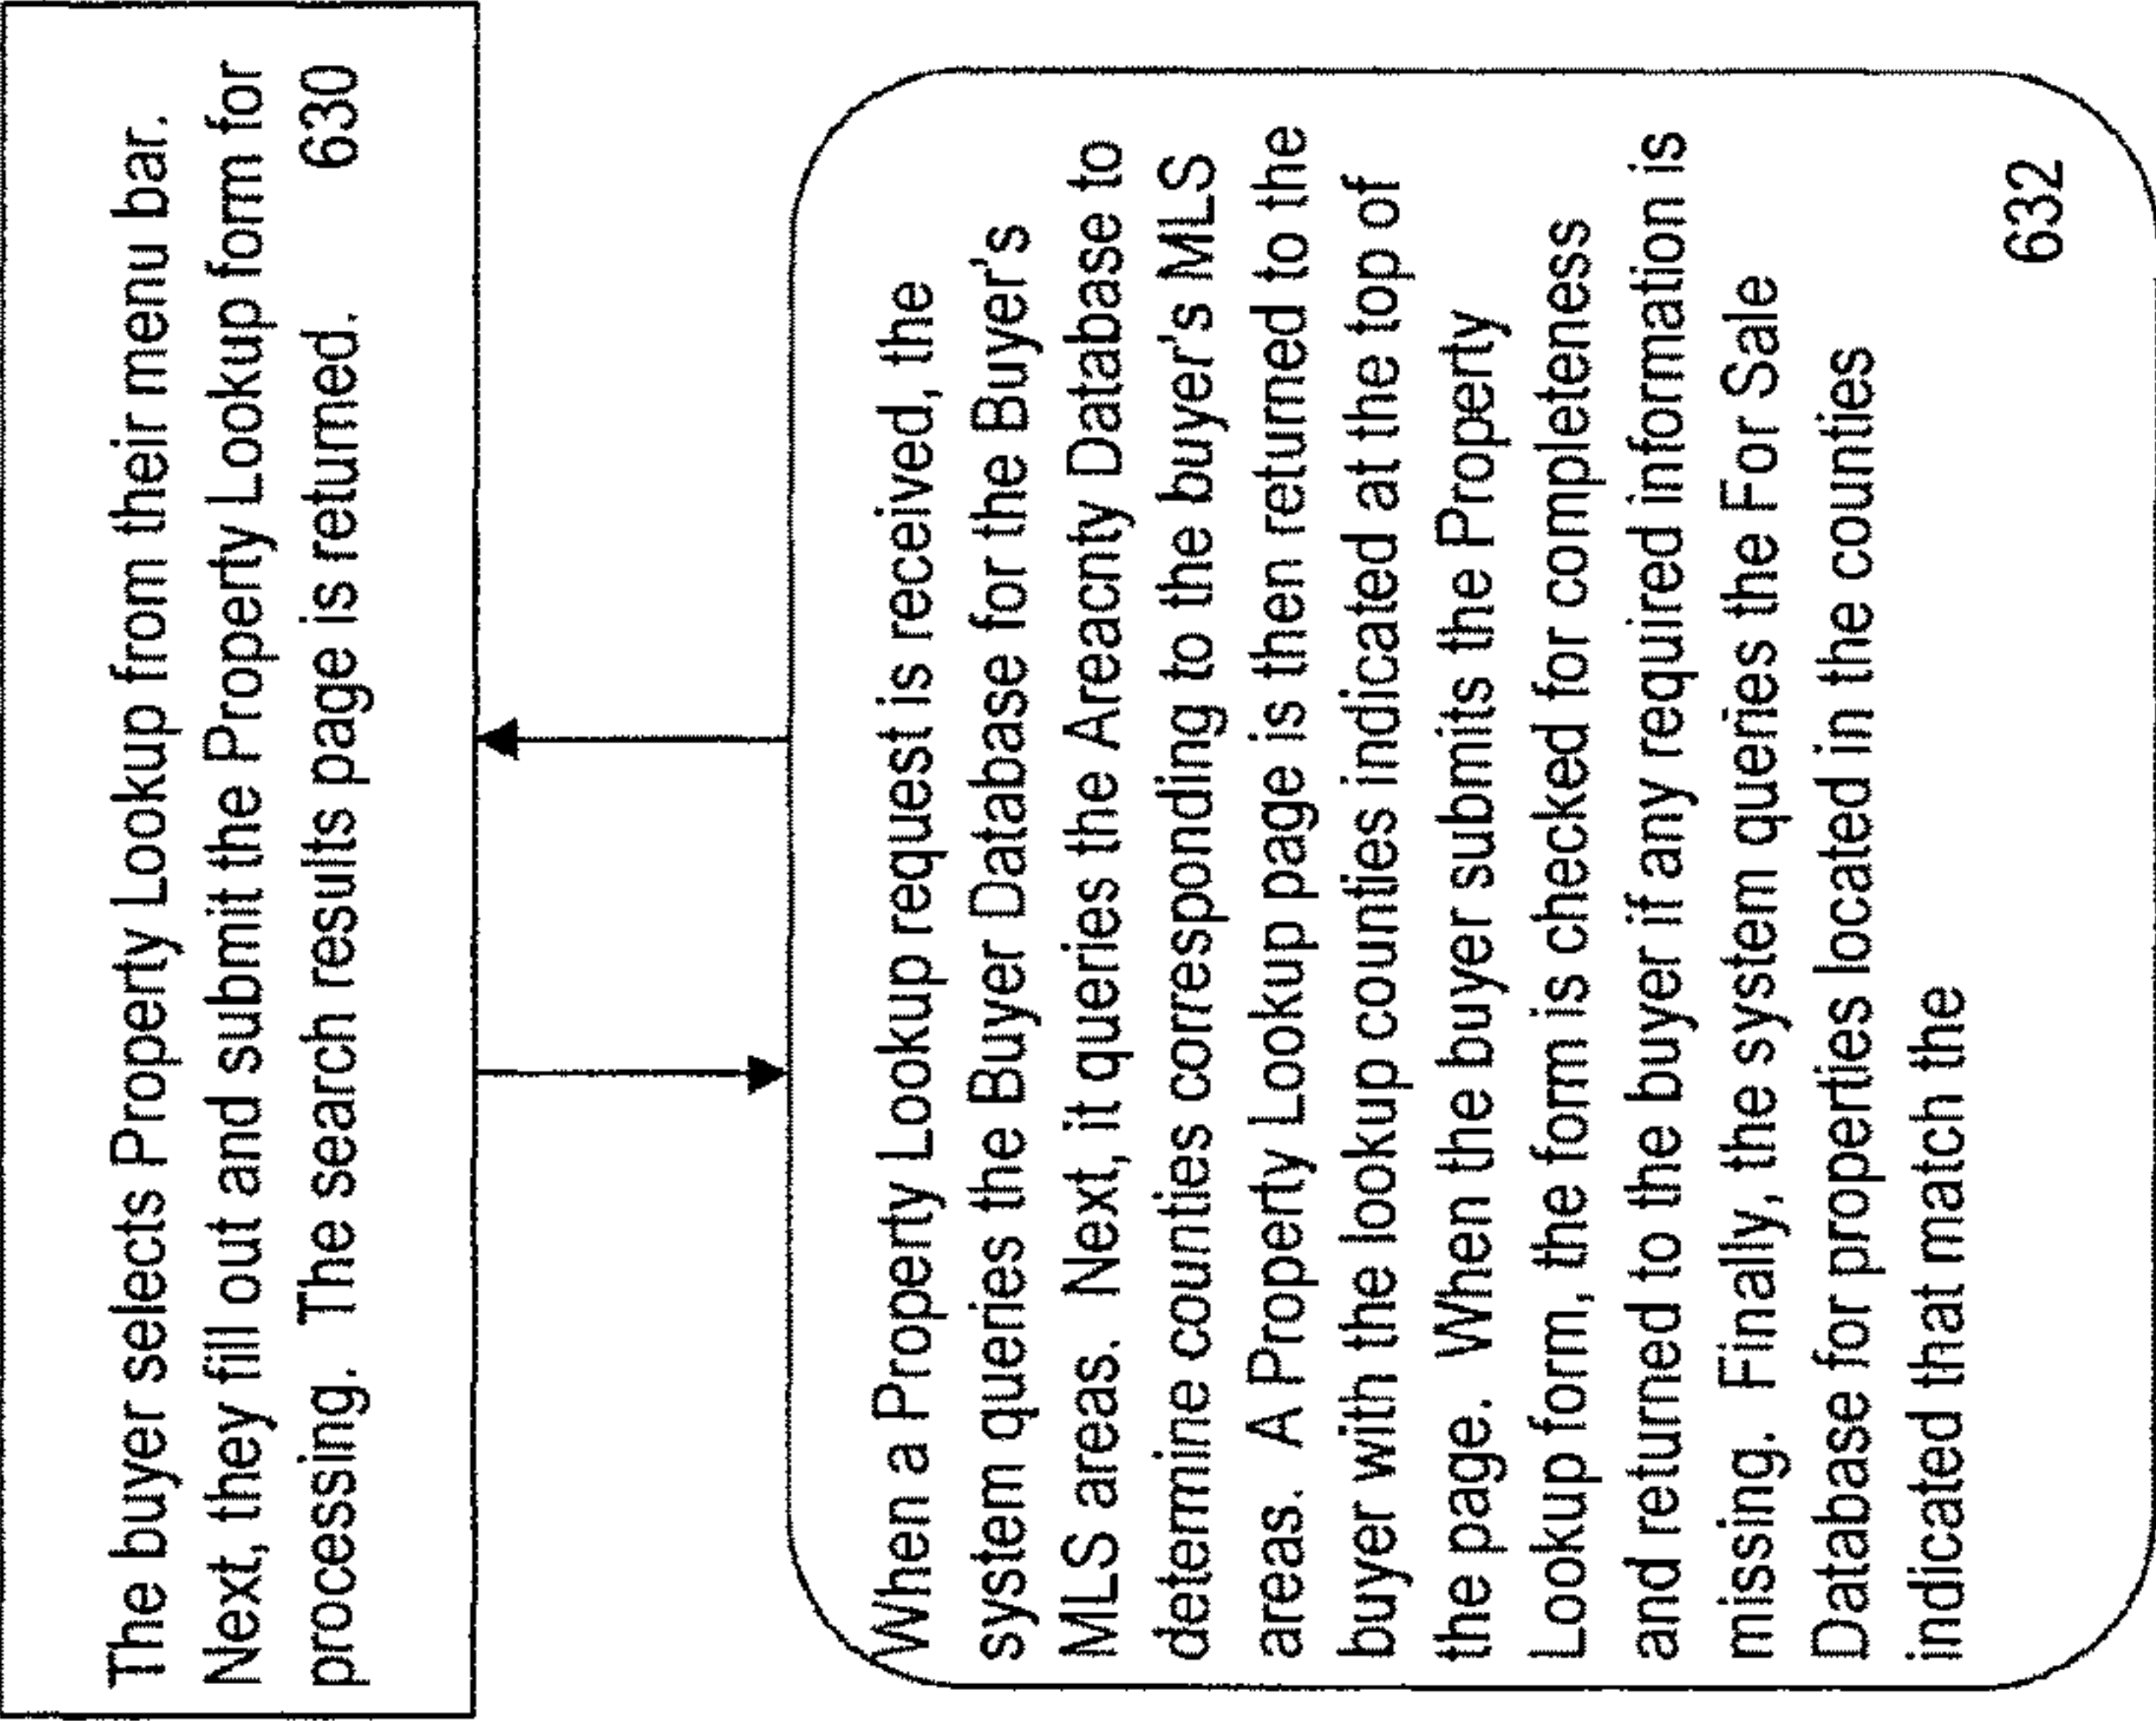 The buyer selects Property Lookup from their menu bar.
Next, they fill out and submit the Property Lookup form for
processing. The search results page is returned. 630
When a Property Lookup request is received, the
system queries the Buyer Database for the Buyer's
MLS areas. Next, it queries the Areacnty Database to
determine counties corresponding to the buyer's MLS
areas. A Property Lookup page is then returned to the
buyer with the lookup counties indicated at the top of
the page. When the buyer submits the Property
Lookup form, the form is checked for completeness
and returned to the buyer if any required information is
missing. Finally, the system queries the For Sale
Database for properties located in the counties
indicated that match the
632